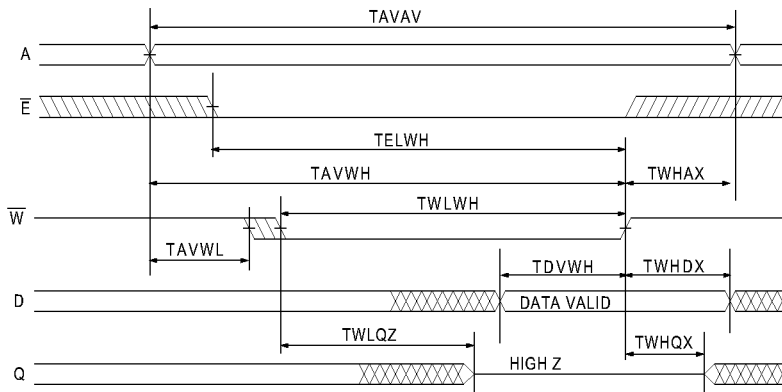 TAVAV
A
E
TELWH
TAVWH TWHAX
W TWLWH
TAVWL
TDVWH TWHDX
D DATA VALID
TWLQZ TWHQX
Q HIGH Z